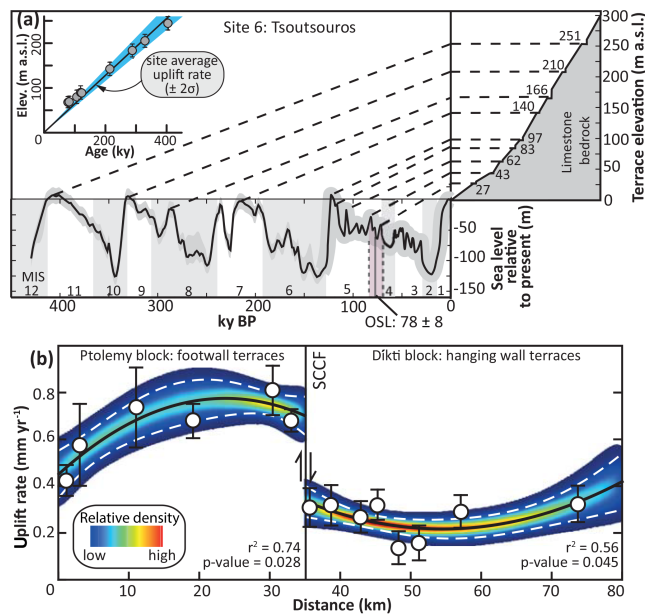 (a)
Site 6: Tsoutsouros
Elev. (m a.s.l.)
200
100
0
0 200 400
Age (ky)
site average
uplift rate
(± 2σ)
300
250
200
150
100
50
0
Terrace elevation (m a.s.l.)
251
210
166
140
97
83
62
43
27
Limestone
bedrock
-50
-100
-150
Sea level
relative
to present (m)
MIS
12 11 10 9 8 7 6 5 4 3 2 1
400 300 200 100 0
ky BP
OSL: 78 ± 8
(b)
Ptolemy block: footwall terraces
SCCF
Dikti block: hanging wall terraces
Uplift rate (mm yr-1)
0.8
0.6
0.4
0.2
0
Relative density
low high
r2 = 0.74
p-value = 0.028
r2 = 0.56
p-value = 0.045
0 10 20 30 40 50 60 70 80
Distance (km)